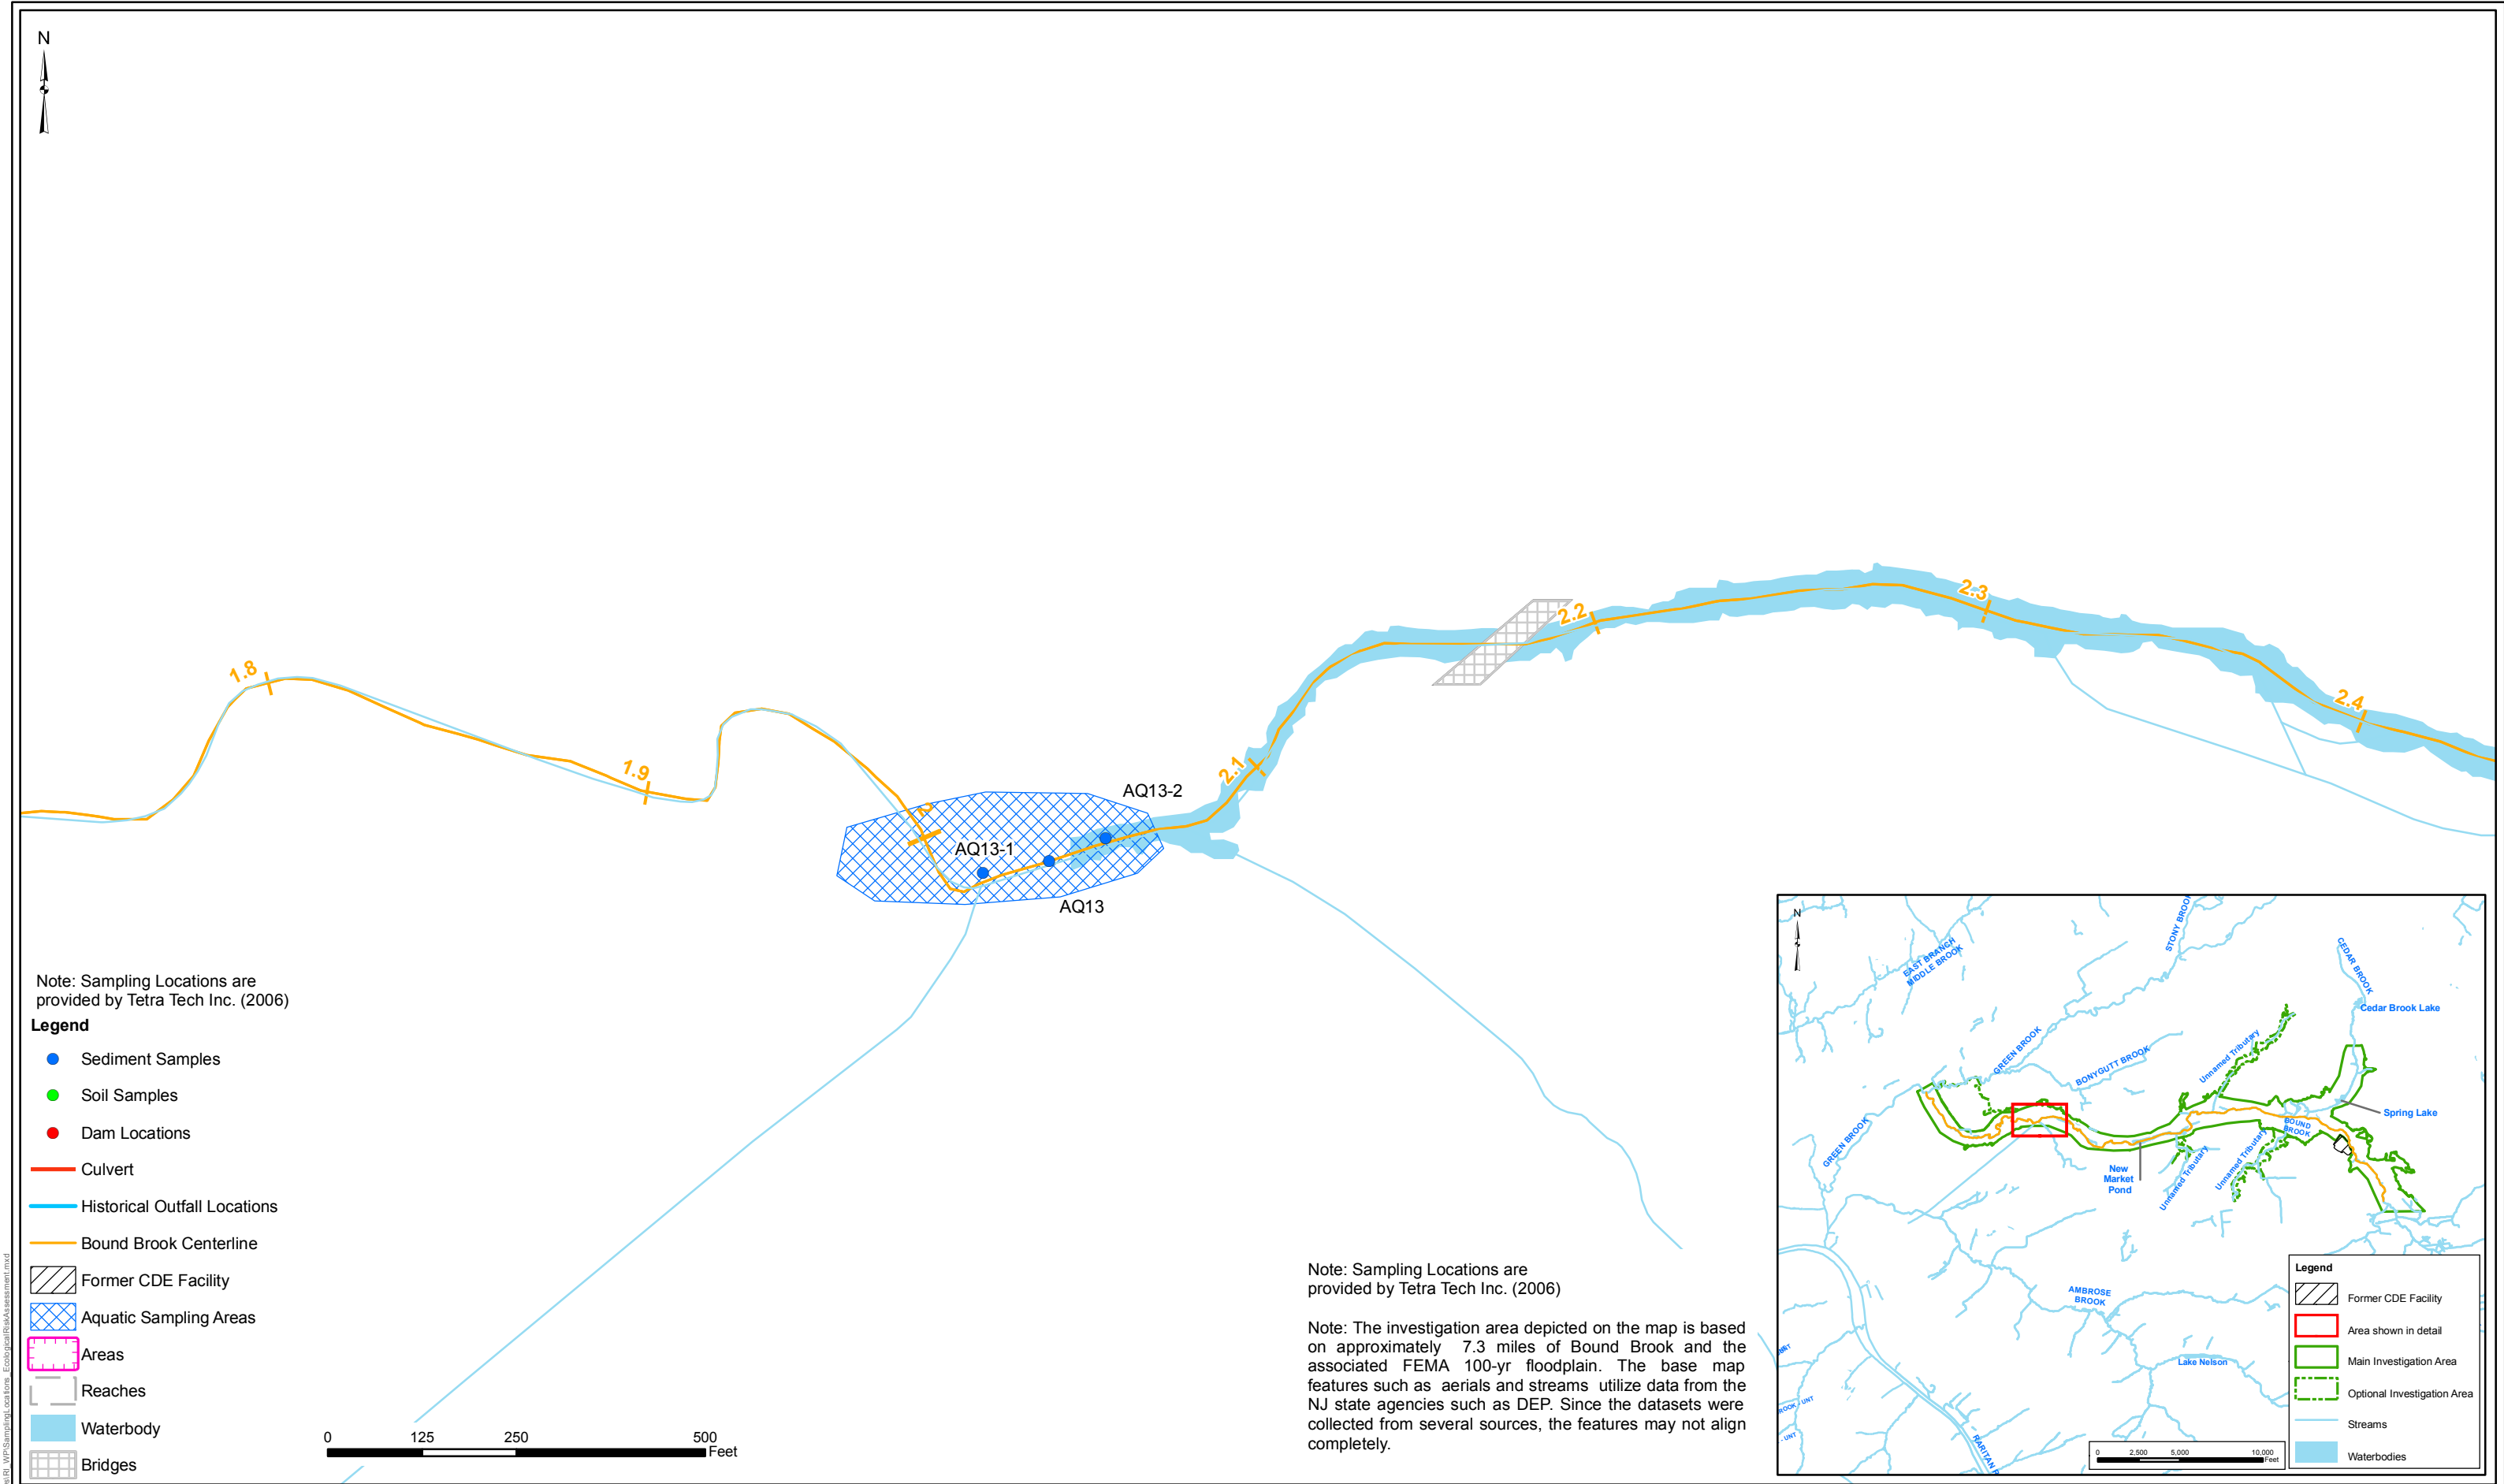 N
1.8
1.9
2
2.1
2.2
2.3
2.4
AQ13-2
AQ13-1
AQ13
Note: Sampling Locations are
provided by Tetra Tech Inc. (2006)
Legend
Sediment Samples
Soil Samples
Dam Locations
Culvert
Historical Outfall Locations
Bound Brook Centerline
Former CDE Facility
Aquatic Sampling Areas
Areas
Reaches
Waterbody
Bridges
0 125 250 500
Feet
Note: Sampling Locations are
provided by Tetra Tech Inc. (2006)
Note: The investigation area depicted on the map is based
on approximately 7.3 miles of Bound Brook and the
associated FEMA 100-yr floodplain. The base map
features such as aerials and streams utilize data from the
NJ state agencies such as DEP. Since the datasets were
collected from several sources, the features may not align
completely.
N
EAST BRANCH
MIDDLE BROOK
STONY BROOK
CEDAR BROOK
Cedar Brook Lake
GREEN BROOK
BONYGUTT BROOK
Unnamed Tributary
Spring Lake
BOUND
BROOK
GREEN BROOK
New
Market
Pond
Unnamed Tributary
Unnamed Tributary
AMBROSE
BROOK
Lake Nelson
ROOK - UNT
- UNT
RARITAN R
Legend
Former CDE Facility
Area shown in detail
Main Investigation Area
Optional Investigation Area
Streams
Waterbodies
0 2,500 5,000 10,000
Feet